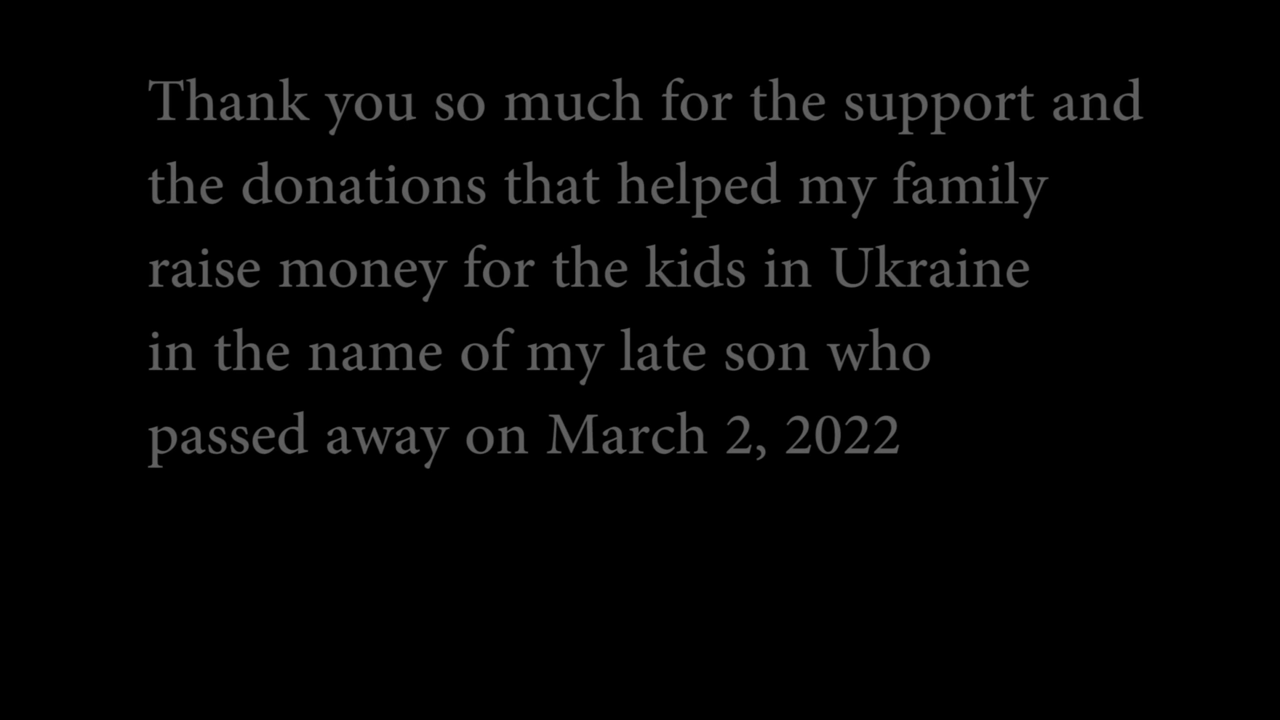 Thank you so much for the support and
the donations that helped my family
raise money for the kids in Ukraine
in the name of my late son who
passed away on March 2, 2022